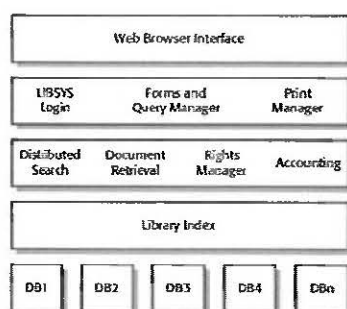 Web Browser Interface
LIBSYS Login
Forms and Query Manager
Print Manager
Distributed Search
Document Retrieval
Rights Manager
Accounting
Library Index
DB1
DB2
DB3
DB4
DBn